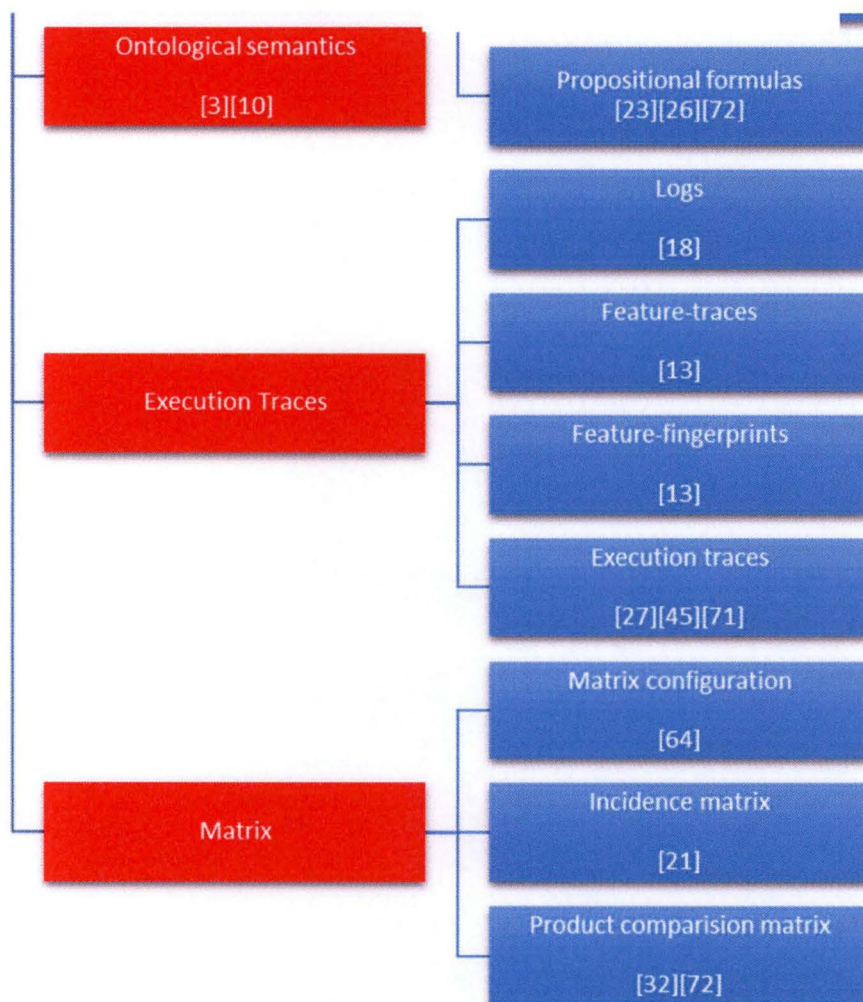 Ontological semantics
[3][10]
Propositional formulas
[23][26][72]
Logs
[18]
Feature-traces
[13]
Execution Traces
Feature-fingerprints
[13]
Execution traces
[27][45][71]
Matrix configuration
[64]
Matrix
Incidence matrix
[21]
Product comparision matrix
[32][72]